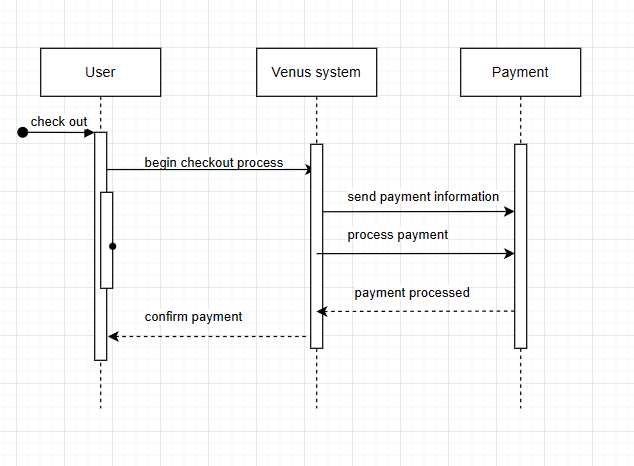 User
Venus system
Payment
check out
begin checkout process
send payment information
process payment
payment processed
confirm payment